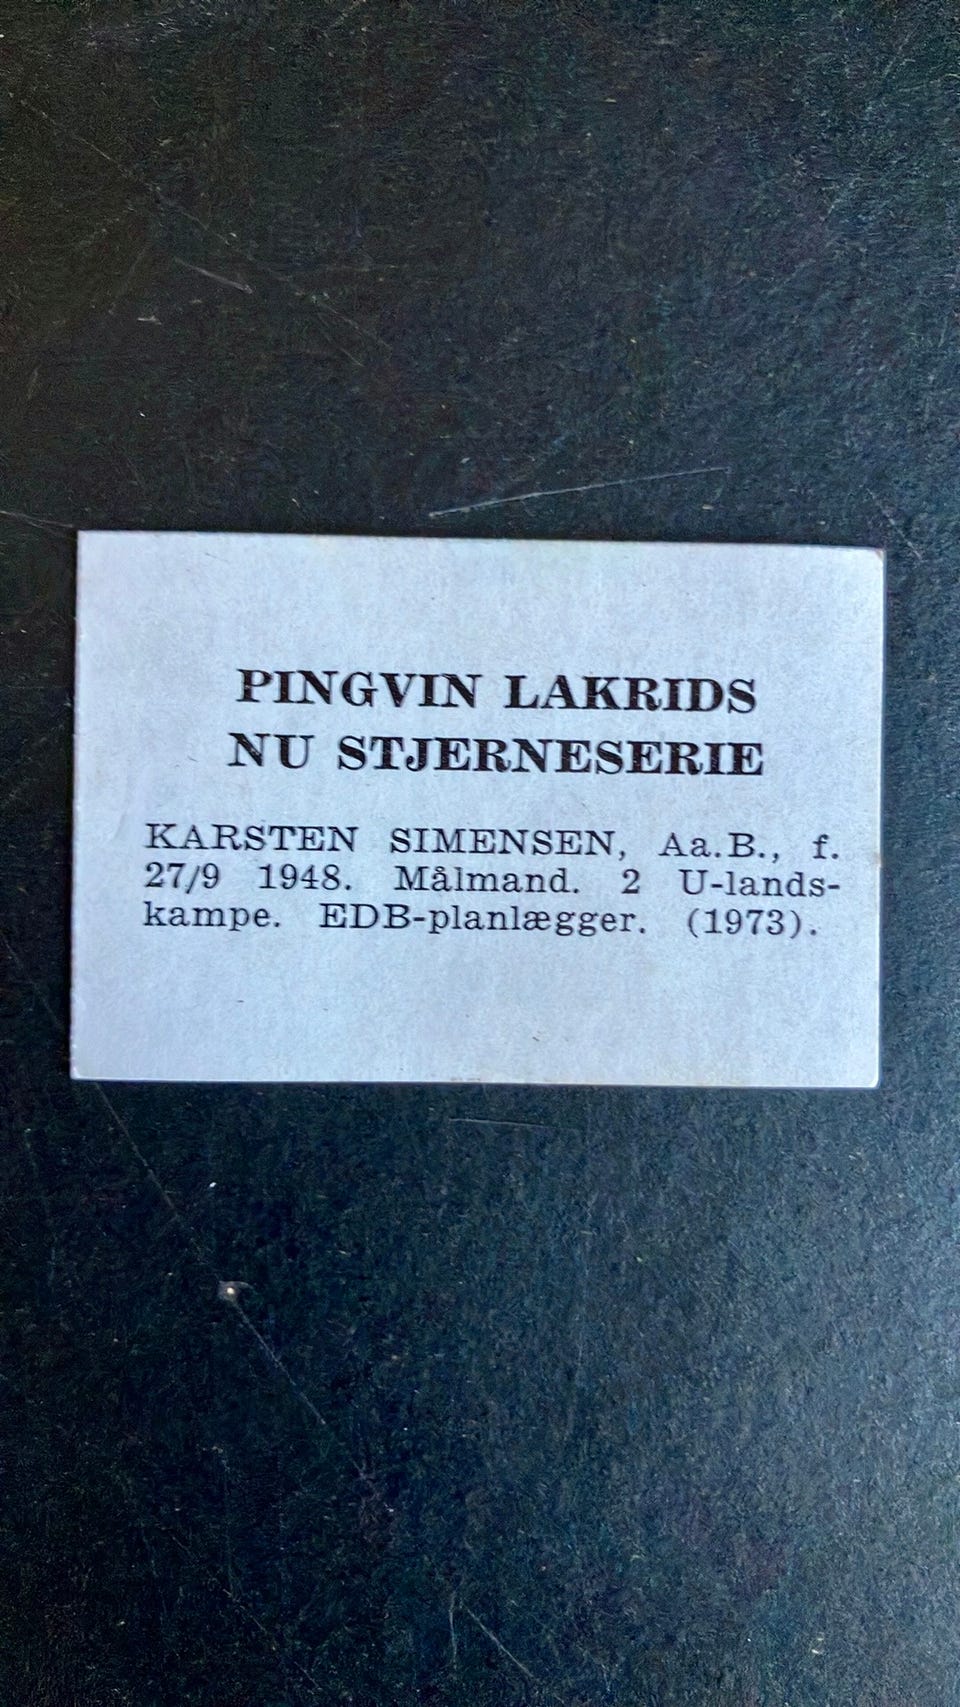 PINGVIN LAKRIDS
NU STJERNESERIE
KARSTEN SIMENSEN, Aa.B., f.
27/9 1948. Målmand. 2 U-lands-
kampe. EDB-planlægger. (1973).